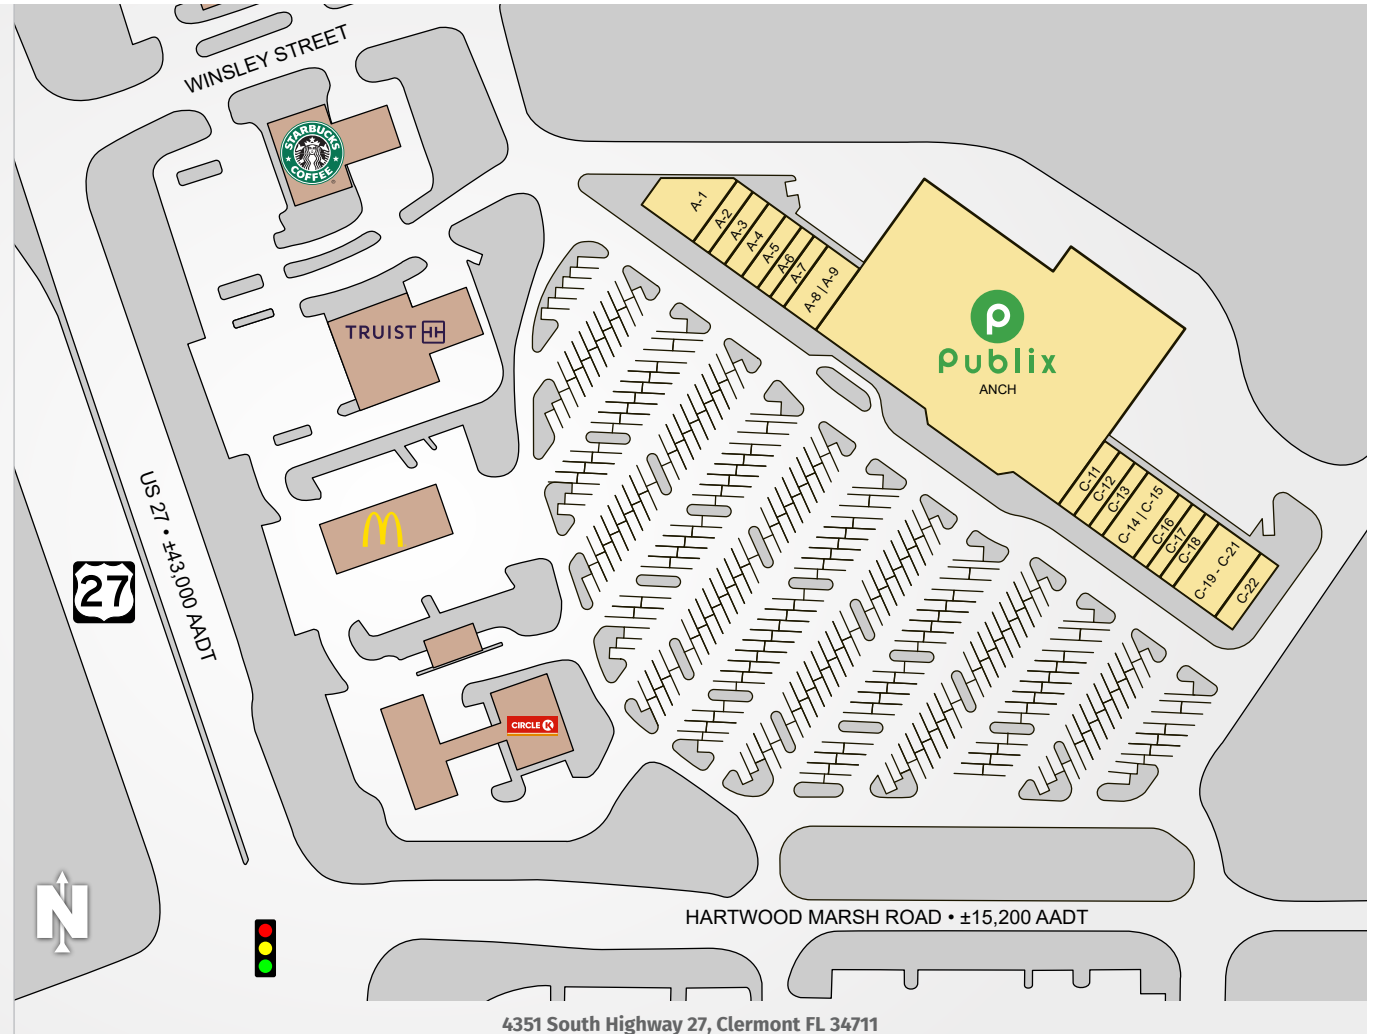 WINSLEY STREET
STARBUCKS
COFFEE
A-1
A-2
A-3
A-4
A-5
A-6
A-7
A-8 | A-9
Publix
ANCH
TRUIST
C-11
C-12
C-13
C-14 | C-15
C-16
C-17
C-18
C-19 - C-21
C-22
US 27 • ±43,000 AADT
27
CIRCLE K
N
HARTWOOD MARSH ROAD • ±15,200 AADT
4351 South Highway 27, Clermont FL 34711